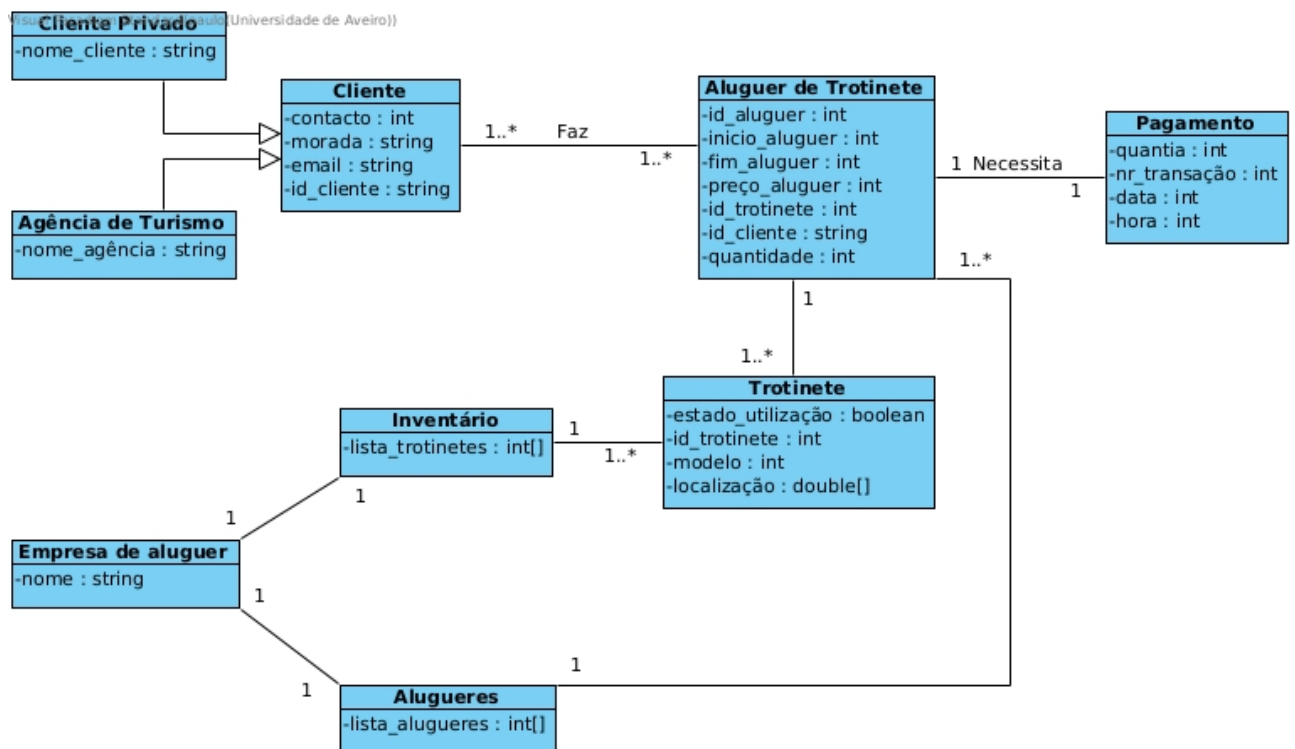 Visual Paradigm Standard(paulo(Universidade de Aveiro))
Cliente Privado
-nome_cliente : string
Cliente
-contacto : int
-morada : string
-email : string
-id_cliente : string
Agência de Turismo
-nome_agência : string
1..* Faz
1..*
Aluguer de Trotinete
-id_aluguer : int
-inicio_aluguer : int
-fim_aluguer : int
-preço_aluguer : int
-id_trotinete : int
-id_cliente : string
-quantidade : int
1 Necessita
1
Pagamento
-quantia : int
-nr_transação : int
-data : int
-hora : int
1..*
1
1..*
Trotinete
-estado_utilização : boolean
-id_trotinete : int
-modelo : int
-localização : double[]
Inventário
-lista_trotinetes : int[]
1
1..*
1
1
Empresa de aluguer
-nome : string
1
1
1
Alugueres
-lista_alugueres : int[]